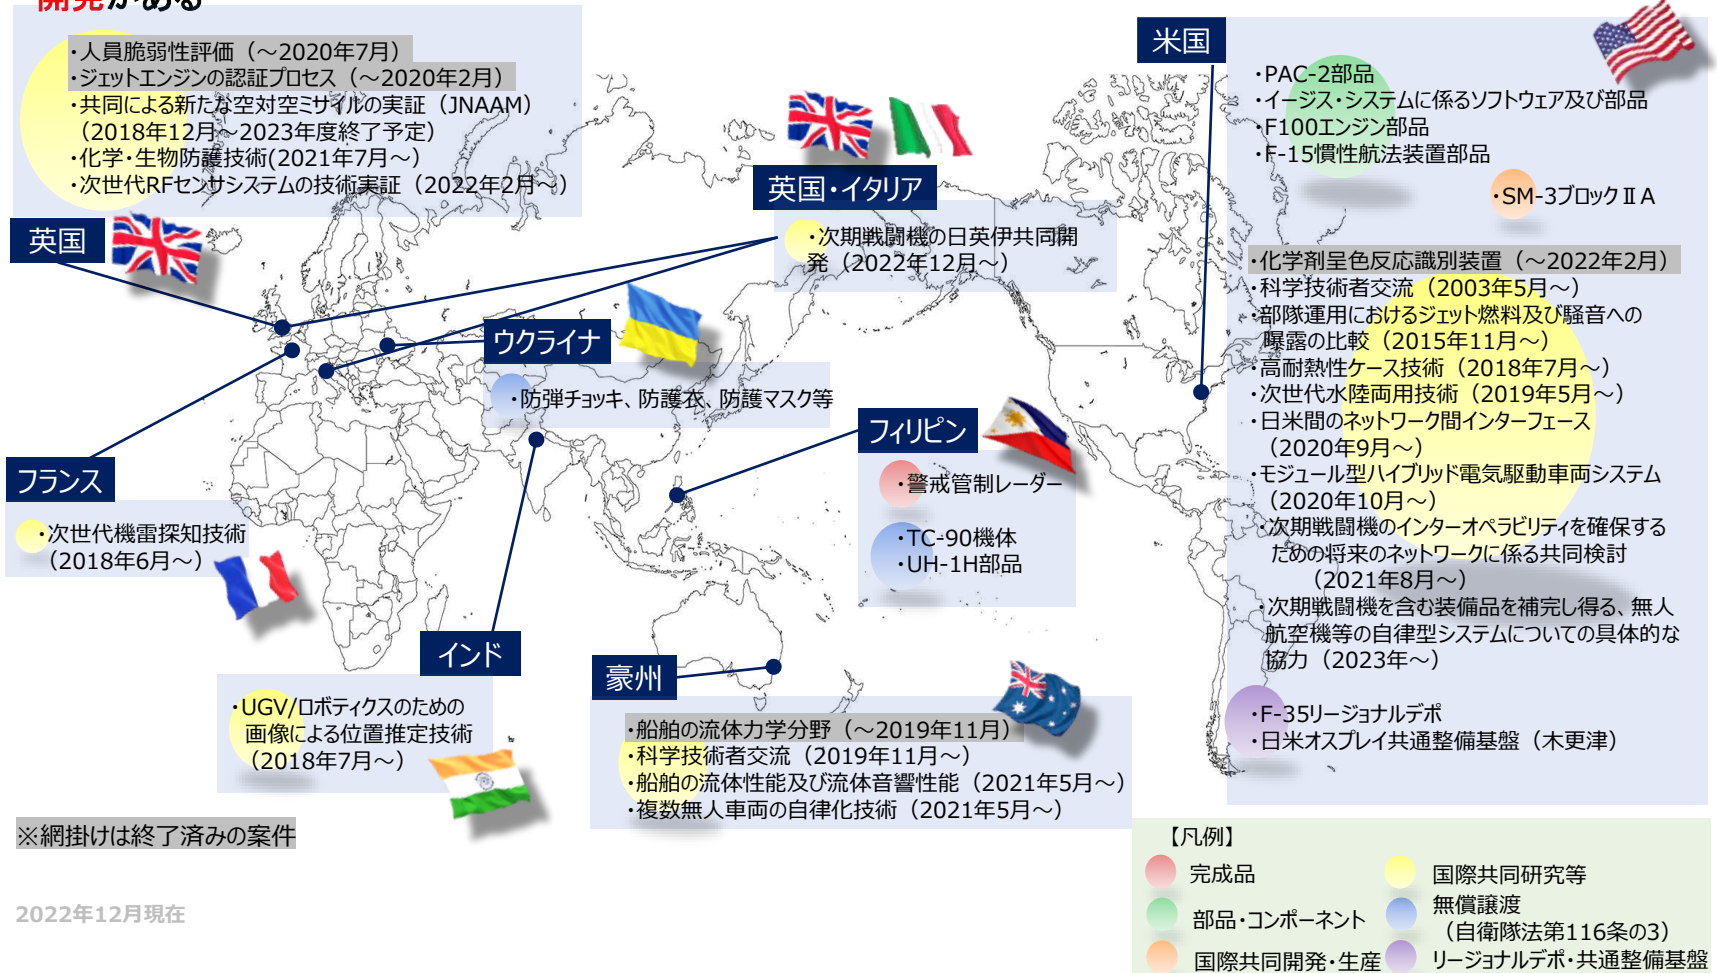 開発がある
・人員脆弱性評価（～2020年7月）
・ジェットエンジンの認証プロセス（～2020年2月）
・共同による新たな空対空ミサイルの実証（JNAAM）
（2018年12月～2023年度終了予定）
・化学・生物防護技術(2021年7月～)
・次世代RFセンサシステムの技術実証（2022年2月～）
英国
英国・イタリア
・次期戦闘機の日英伊共同開
発（2022年12月～）
ウクライナ
・防弾チョッキ、防護衣、防護マスク等
フランス
・次世代機雷探知技術
（2018年6月～）
インド
・UGV/ロボティクスのための
画像による位置推定技術
（2018年7月～）
フィリピン
・警戒管制レーダー
・TC-90機体
・UH-1H部品
豪州
・船舶の流体力学分野（～2019年11月）
・科学技術者交流（2019年11月～）
・船舶の流体性能及び流体音響性能（2021年5月～）
・複数無人車両の自律化技術（2021年5月～）
米国
・PAC-2部品
・イージス・システムに係るソフトウェア及び部品
・F100エンジン部品
・F-15慣性航法装置部品
・SM-3ブロックⅡA
・化学剤呈色反応識別装置（～2022年2月）
・科学技術者交流（2003年5月～）
・部隊運用におけるジェット燃料及び騒音への
曝露の比較（2015年11月～）
・高耐熱性ケース技術（2018年7月～）
・次世代水陸両用技術（2019年5月～）
・日米間のネットワーク間インターフェース
（2020年9月～）
・モジュール型ハイブリッド電気駆動車両システム
（2020年10月～）
・次期戦闘機のインターオペラビリティを確保する
ための将来のネットワークに係る共同検討
（2021年8月～）
・次期戦闘機を含む装備品を補完し得る、無人
航空機等の自律型システムについての具体的な
協力（2023年～）
・F-35リージョナルデポ
・日米オスプレイ共通整備基盤（木更津）
※網掛けは終了済みの案件
2022年12月現在
【凡例】
完成品
部品・コンポーネント
国際共同開発・生産
国際共同研究等
無償譲渡
（自衛隊法第116条の3）
リージョナルデポ・共通整備基盤